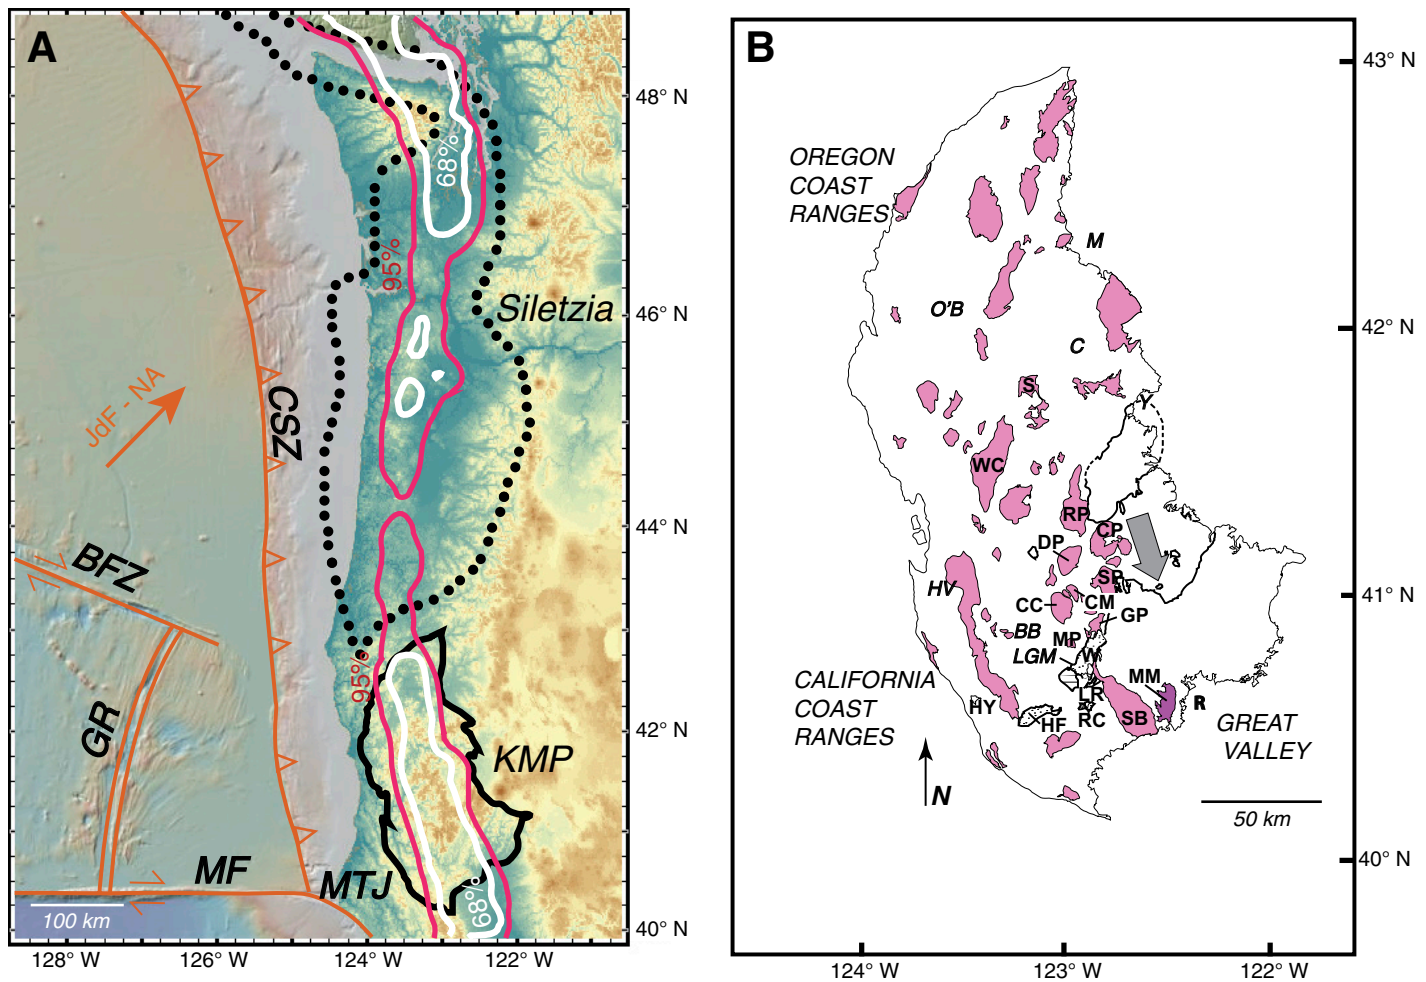 A
48° N
68%
95%
46° N
Siletzia
JdF - NA
CSZ
44° N
BFZ
95%
GR
42° N
KMP
MF
MTJ
68%
100 km
40° N
128° W
126° W
124° W
122° W
B
43° N
OREGON
COAST
RANGES
M
O'B
42° N
C
S
Y
WC
RP
CP
DP
SP
HV
41° N
CC
CM
GP
BB
MP
LGM
W
CALIFORNIA
COAST
RANGES
MM
LR
R
HY
HF
RC
SB
GREAT
VALLEY
N
50 km
40° N
124° W
123° W
122° W